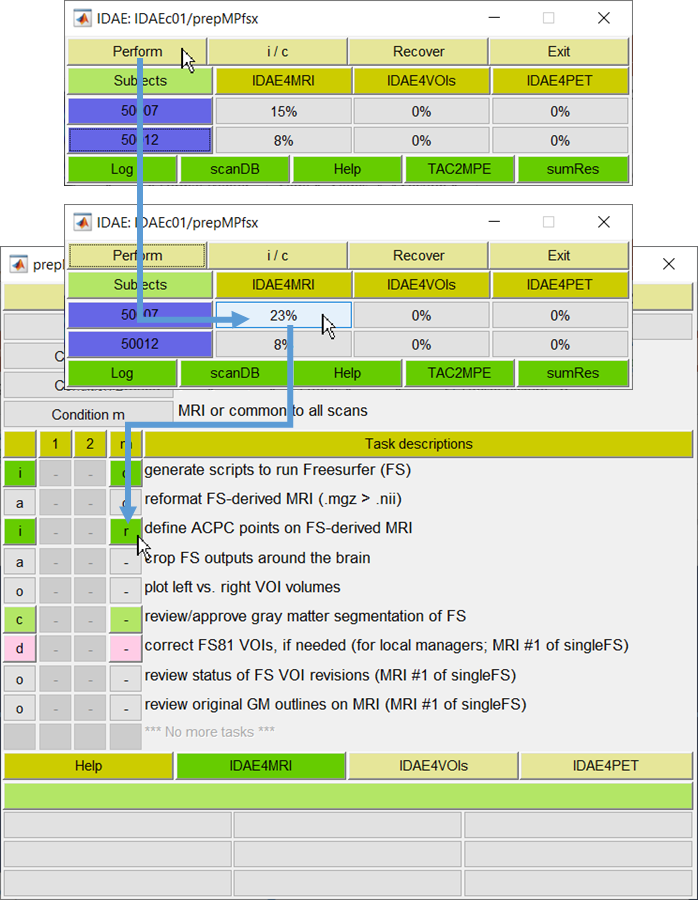 IDAE: IDAEc01/prepMPfsx
Perform i / c Recover Exit
Subjects IDAE4MRI IDAE4VOIs IDAE4PET
50007 15% 0% 0%
50012 8% 0% 0%
Log scanDB Help TAC2MPE sumRes
IDAE: IDAEc01/prepMPfsx
Perform i / c Recover Exit
Subjects IDAE4MRI IDAE4VOIs IDAE4PET
50007 23% 0% 0%
50012 8% 0% 0%
Log scanDB Help TAC2MPE sumRes
Condition m MRI or common to all scans
1 2 m Task descriptions
i - - generate scripts to run Freesurfer (FS)
a - - reformat FS-derived MRI (.mgz > .nii)
i - - r define ACPC points on FS-derived MRI
a - - - crop FS outputs around the brain
o - - - plot left vs. right VOI volumes
c - - - review/approve gray matter segmentation of FS
d - - - correct FS81 VOIs, if needed (for local managers; MRI #1 of singleFS)
o - - - review status of FS VOI revisions (MRI #1 of singleFS)
o - - - review original GM outlines on MRI (MRI #1 of singleFS)
*** No more tasks ***
Help IDAE4MRI IDAE4VOIs IDAE4PET